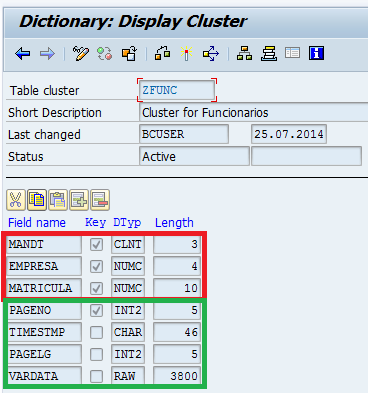 Dictionary: Display Cluster
Table cluster ZFUNC
Short Description Cluster for Funcionarios
Last changed BCUSER 25.07.2014
Status Active
Field name Key DTyp Length
MANDT CLNT 3
EMPRESA NUMC 4
MATRICULA NUMC 10
PAGENO INT2 5
TIMESTMP CHAR 46
PAGELG INT2 5
VARDATA RAW 3800